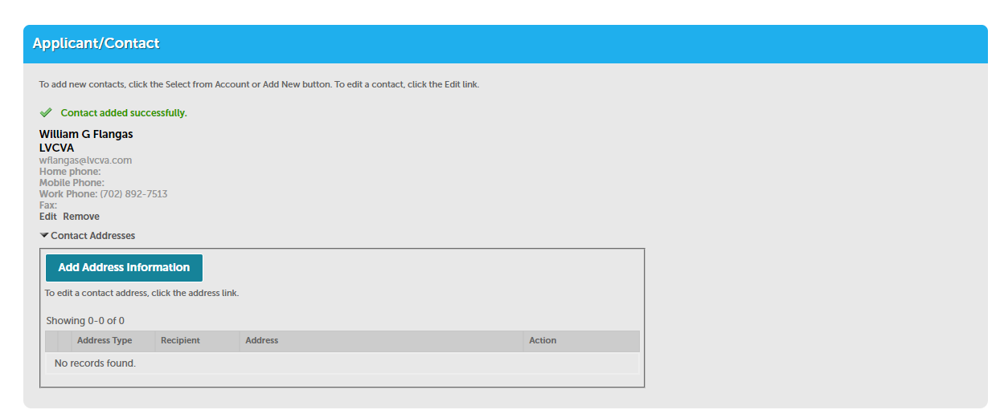 Applicant/Contact
To add new contacts, click the Select from Account or Add New button. To edit a contact, click the Edit link.
Contact added successfully.
William G Flangas
LVCVA
wflangas@lvcva.com
Home phone:
Mobile Phone:
Work Phone: (702) 892-7513
Fax:
Edit Remove
Contact Addresses
Add Address Information
To edit a contact address, click the address link.
Showing 0-0 of 0
Address Type Recipient Address Action
No records found.